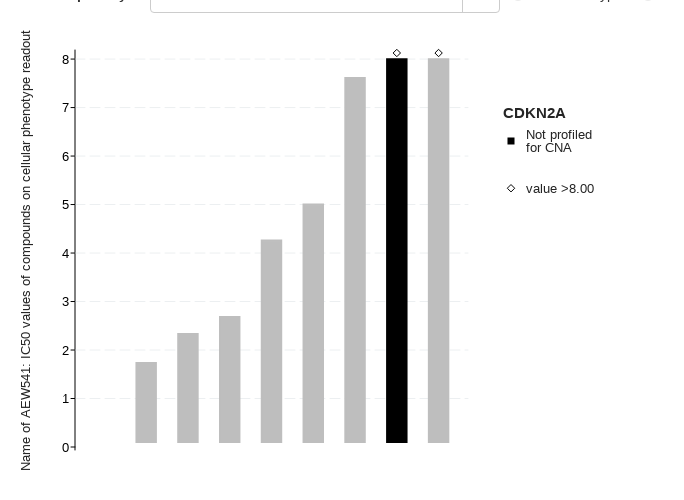 Name of AEW541: IC50 values of compounds on cellular phenotype readout
8
7
6
5
4
3
2
1
0
CDKN2A
Not profiled
for CNA
value >8.00